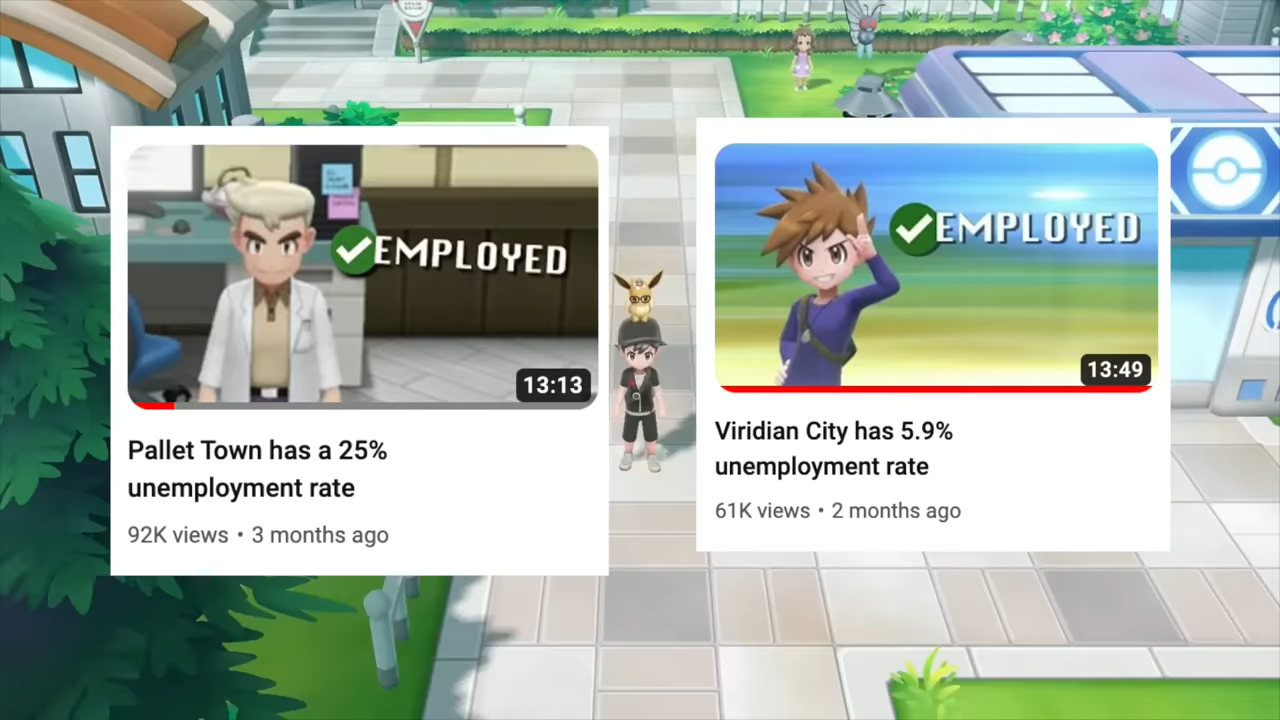 EMPLOYED
13:13
Pallet Town has a 25%
unemployment rate
92K views • 3 months ago
EMPLOYED
13:49
Viridian City has 5.9%
unemployment rate
61K views • 2 months ago